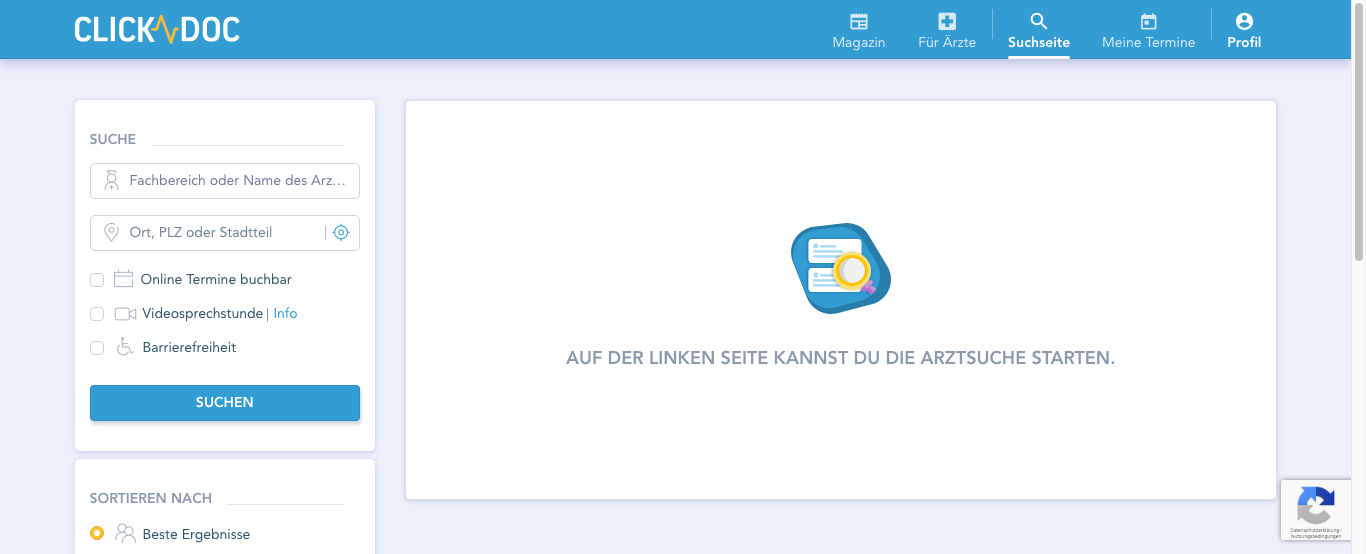 CLICKDOC
Magazin
Für Ärzte
Suchseite
Meine Termine
Profil
SUCHE
Fachbereich oder Name des Arz…
Ort, PLZ oder Stadtteil
Online Termine buchbar
Videosprechstunde | Info
Barrierefreiheit
SUCHEN
SORTIEREN NACH
Beste Ergebnisse
AUF DER LINKEN SEITE KANNST DU DIE ARZTSUCHE STARTEN.
Datenschutzerklärung -
Nutzungsbedingungen